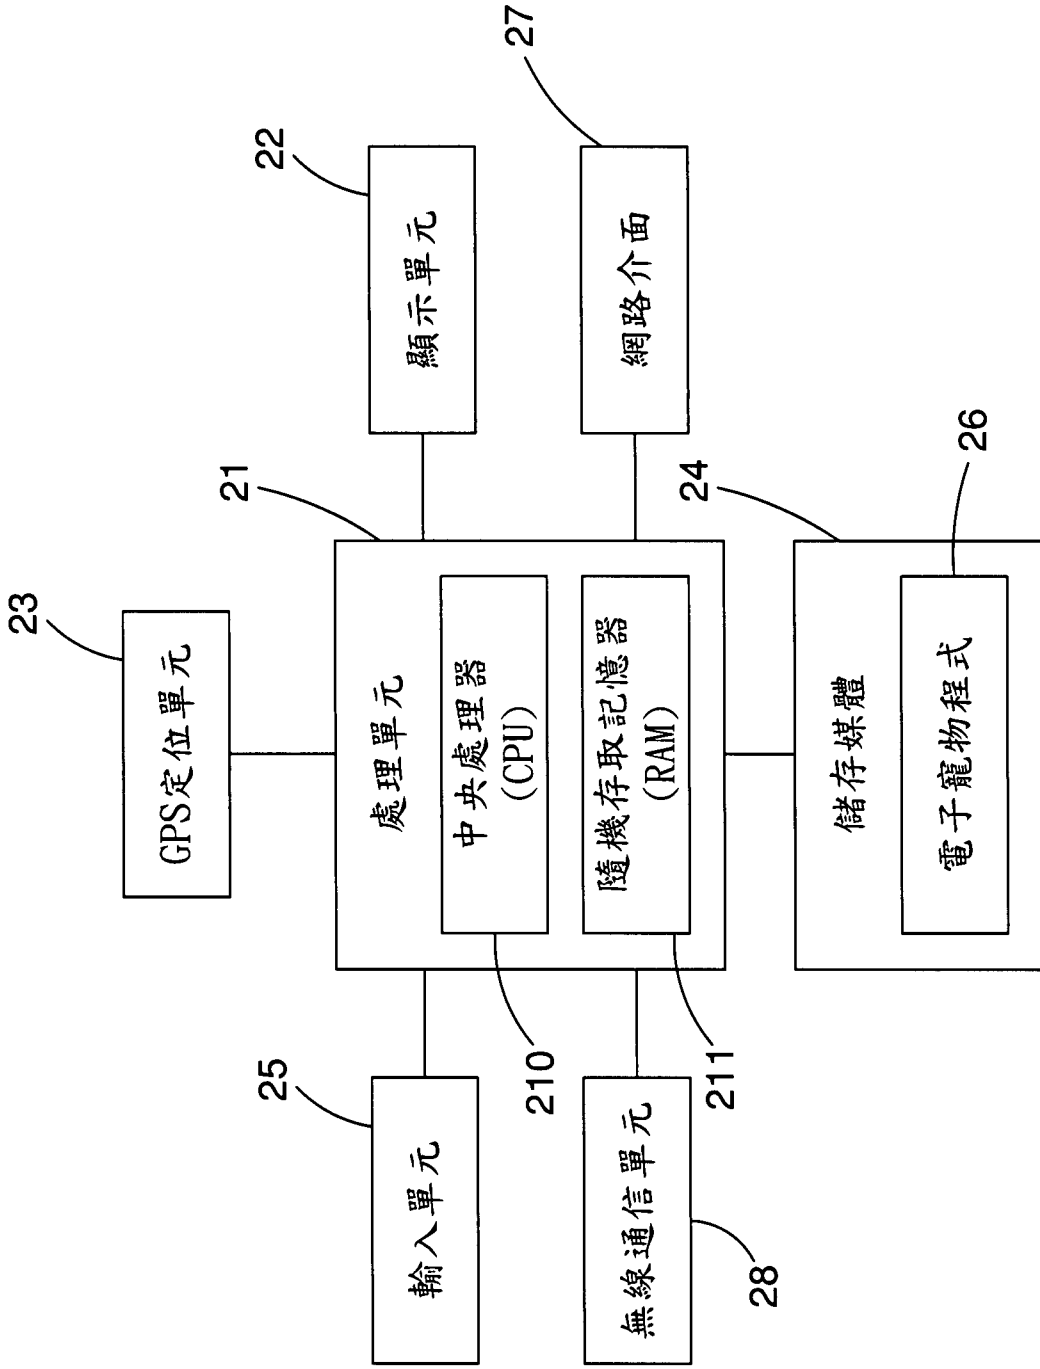 23
GPS定位單元
21
25
22
處理單元
輸入單元
顯示單元
中央處理器
(CPU)
27
210
隨機存取記憶器
(RAM)
無線通信單元
網路介面
24
211
28
儲存媒體
電子寵物程式
26